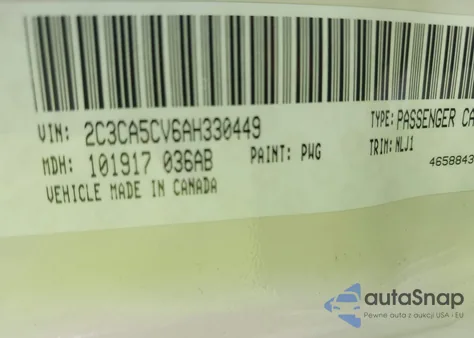 VIN: 2C3CA5CV6AH330449
TYPE: PASSENGER CA
MDH: 101917 036AB
PAINT: PWG
TRIM: NLJ1
VEHICLE MADE IN CANADA
4658843
autaSnap
Pewne auta z aukcji USA i EU